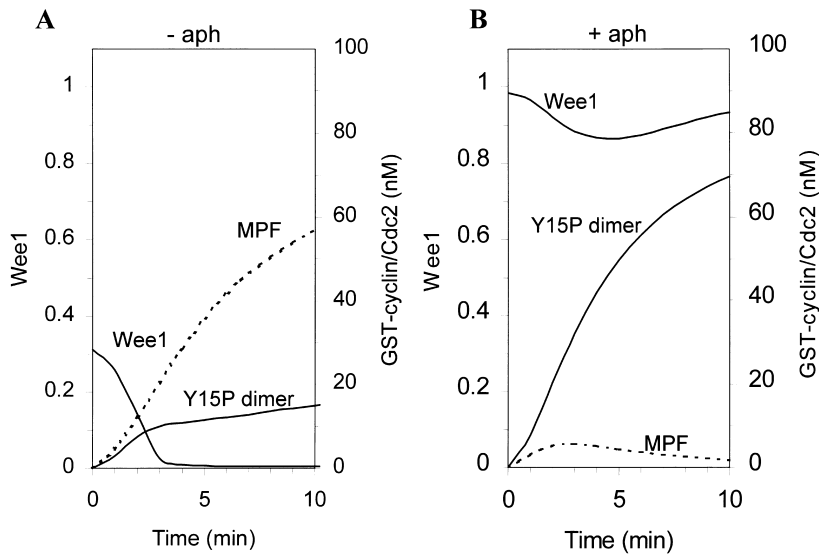 A
- aph
Wee1
1
0.8
0.6
0.4
0.2
0
100
80
60
40
20
0
GST-cyclin/Cdc2 (nM)
MPF
Wee1
Y15P dimer
0 5 10
Time (min)
B
+ aph
Wee1
1
0.8
0.6
0.4
0.2
0
100
80
60
40
20
0
GST-cyclin/Cdc2 (nM)
Wee1
Y15P dimer
MPF
0 5 10
Time (min)